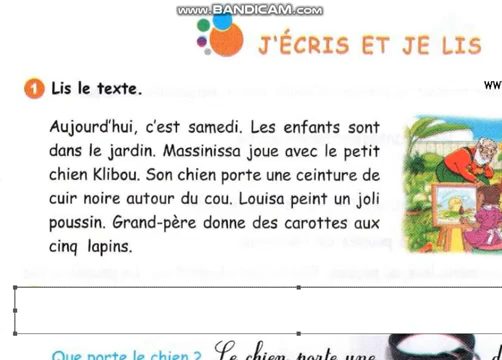 www.BANDICAM.com
J'ÉCRIS ET JE LIS
1 Lis le texte.
ww
Aujourd'hui, c'est samedi. Les enfants sont
dans le jardin. Massinissa joue avec le petit
chien Klibou. Son chien porte une ceinture de
cuir noire autour du cou. Louisa peint un joli
poussin. Grand-père donne des carottes aux
cinq lapins.
Que porte le chien ? Le chien porte une